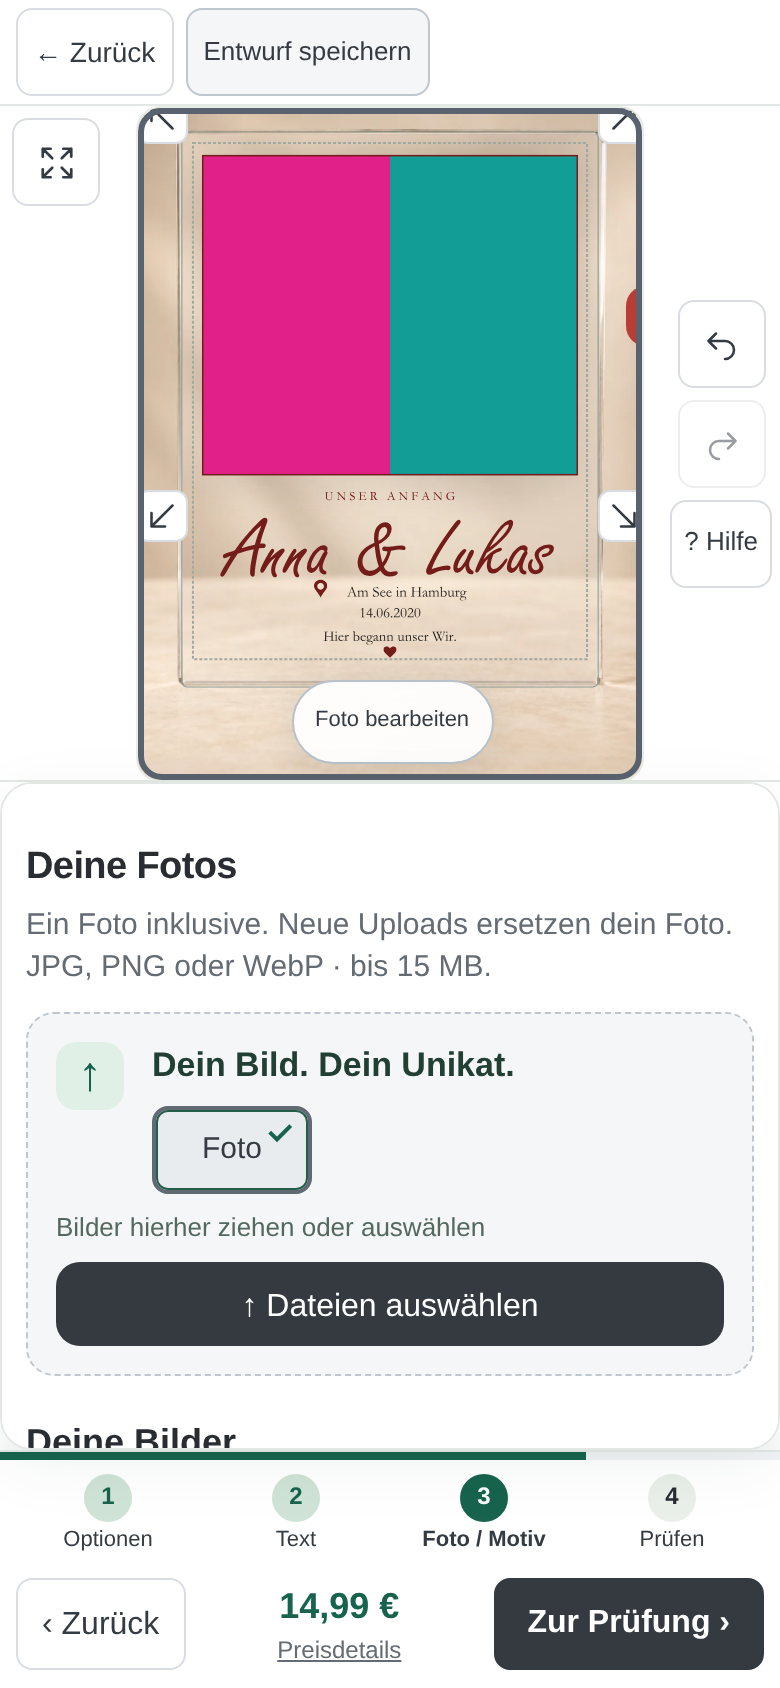 ← Zurück
Entwurf speichern
UNSER ANFANG
Anna & Lukas
Am See in Hamburg
14.06.2020
Hier begann unser Wir.
? Hilfe
Foto bearbeiten
Deine Fotos
Ein Foto inklusive. Neue Uploads ersetzen dein Foto.
JPG, PNG oder WebP · bis 15 MB.
↑
Dein Bild. Dein Unikat.
Foto
Bilder hierher ziehen oder auswählen
↑ Dateien auswählen
Deine Bilder
1 2 3 4
Optionen Text Foto / Motiv Prüfen
‹ Zurück
14,99 €
Preisdetails
Zur Prüfung ›